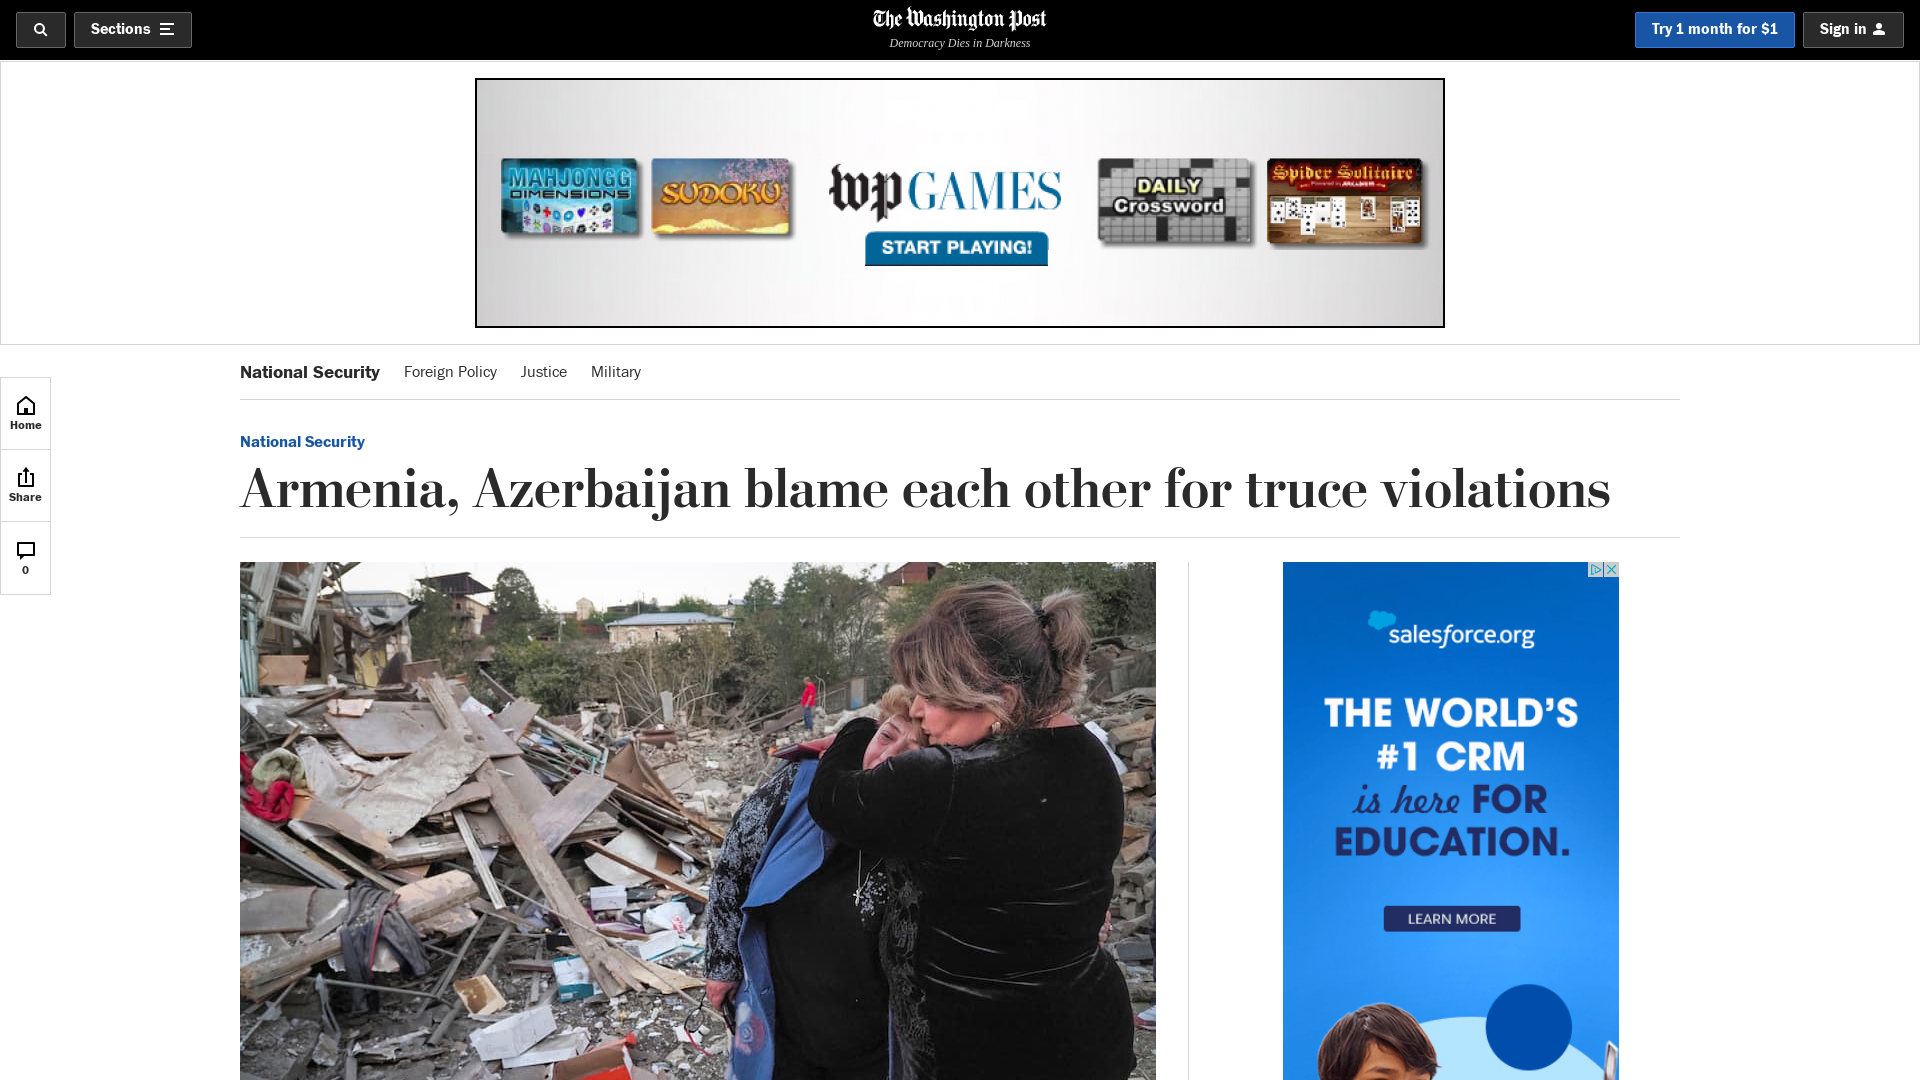 Sections
The Washington Post
Democracy Dies in Darkness
Try 1 month for $1
Sign in
MAHJONGG
DIMENSIONS
SUDOKU
wp GAMES
START PLAYING!
DAILY
Crossword
Spider Solitaire
National Security
Foreign Policy
Justice
Military
Home
Share
0
National Security
Armenia, Azerbaijan blame each other for truce violations
salesforce.org
THE WORLD'S
#1 CRM
is here FOR
EDUCATION.
LEARN MORE